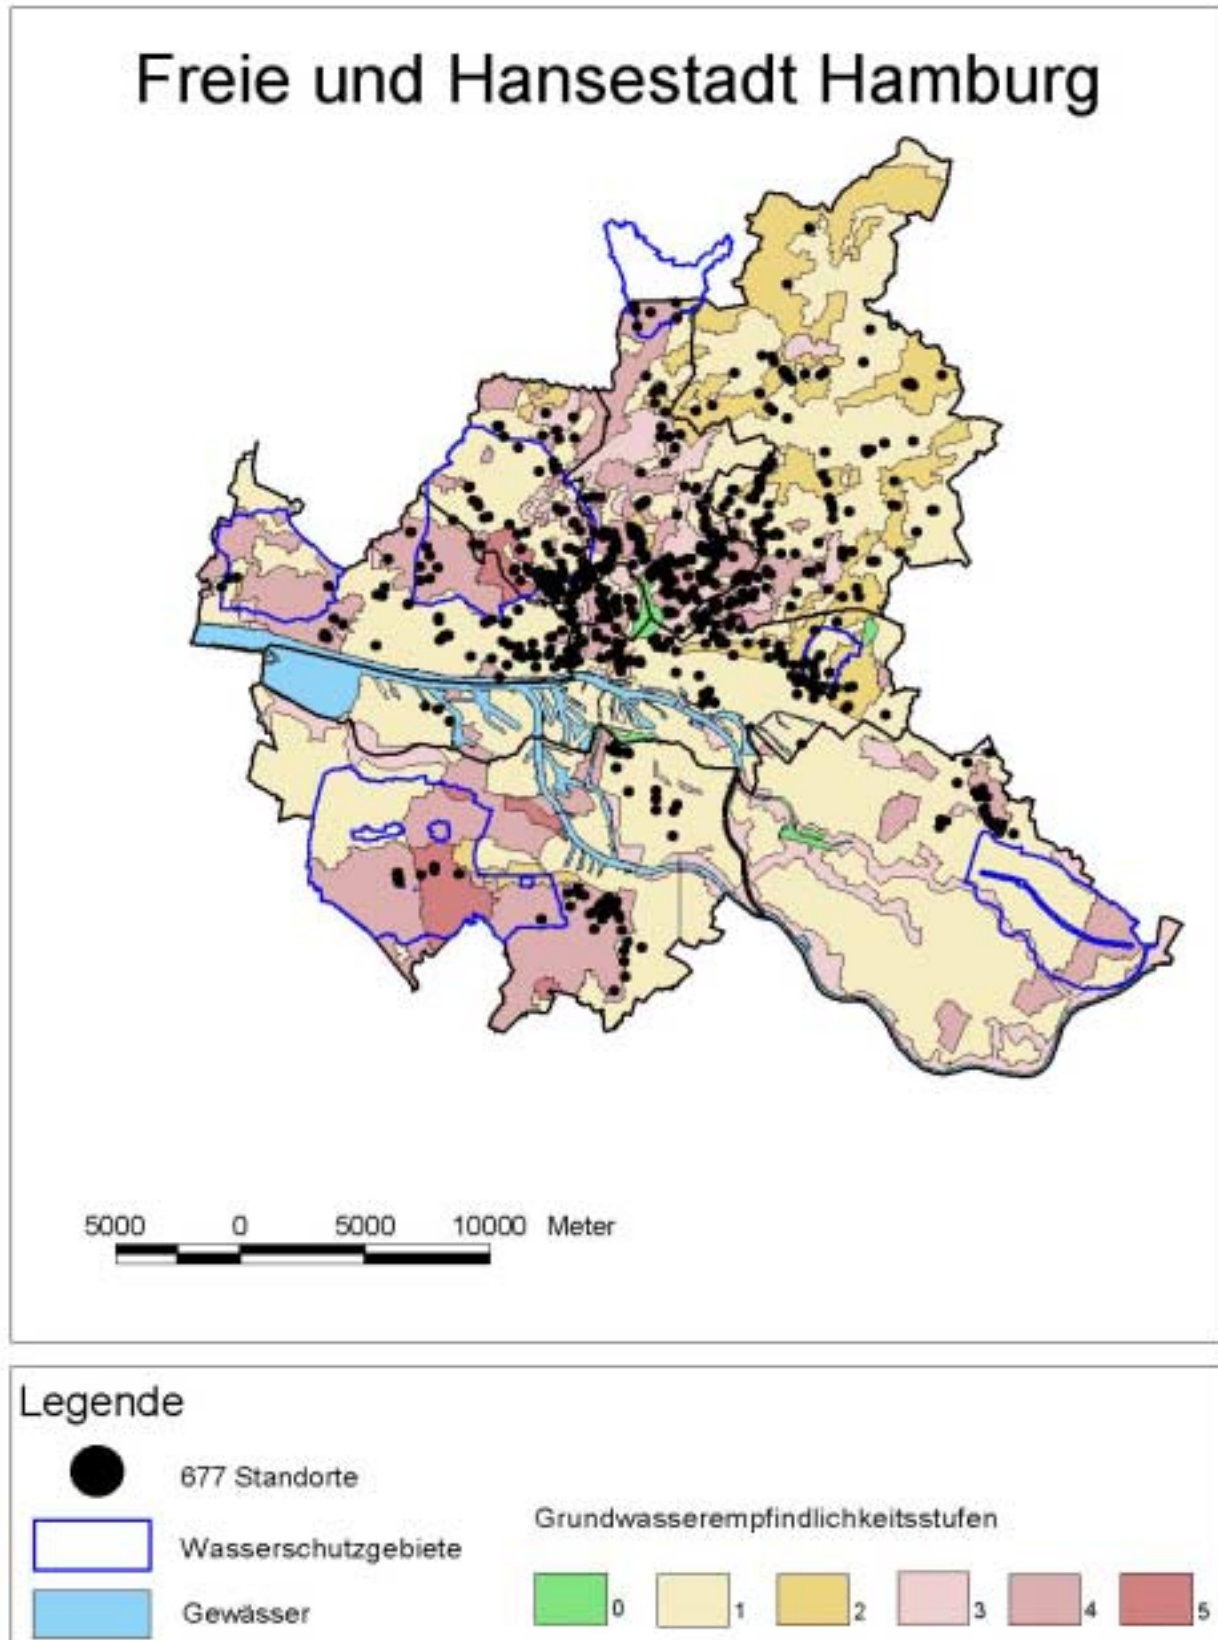 Freie und Hansestadt Hamburg
5000 0 5000 10000 Meter
Legende
677 Standorte
Wasserschutzgebiete
Gewässer
Grundwasserempfindlichkeitsstufen
0 1 2 3 4 5